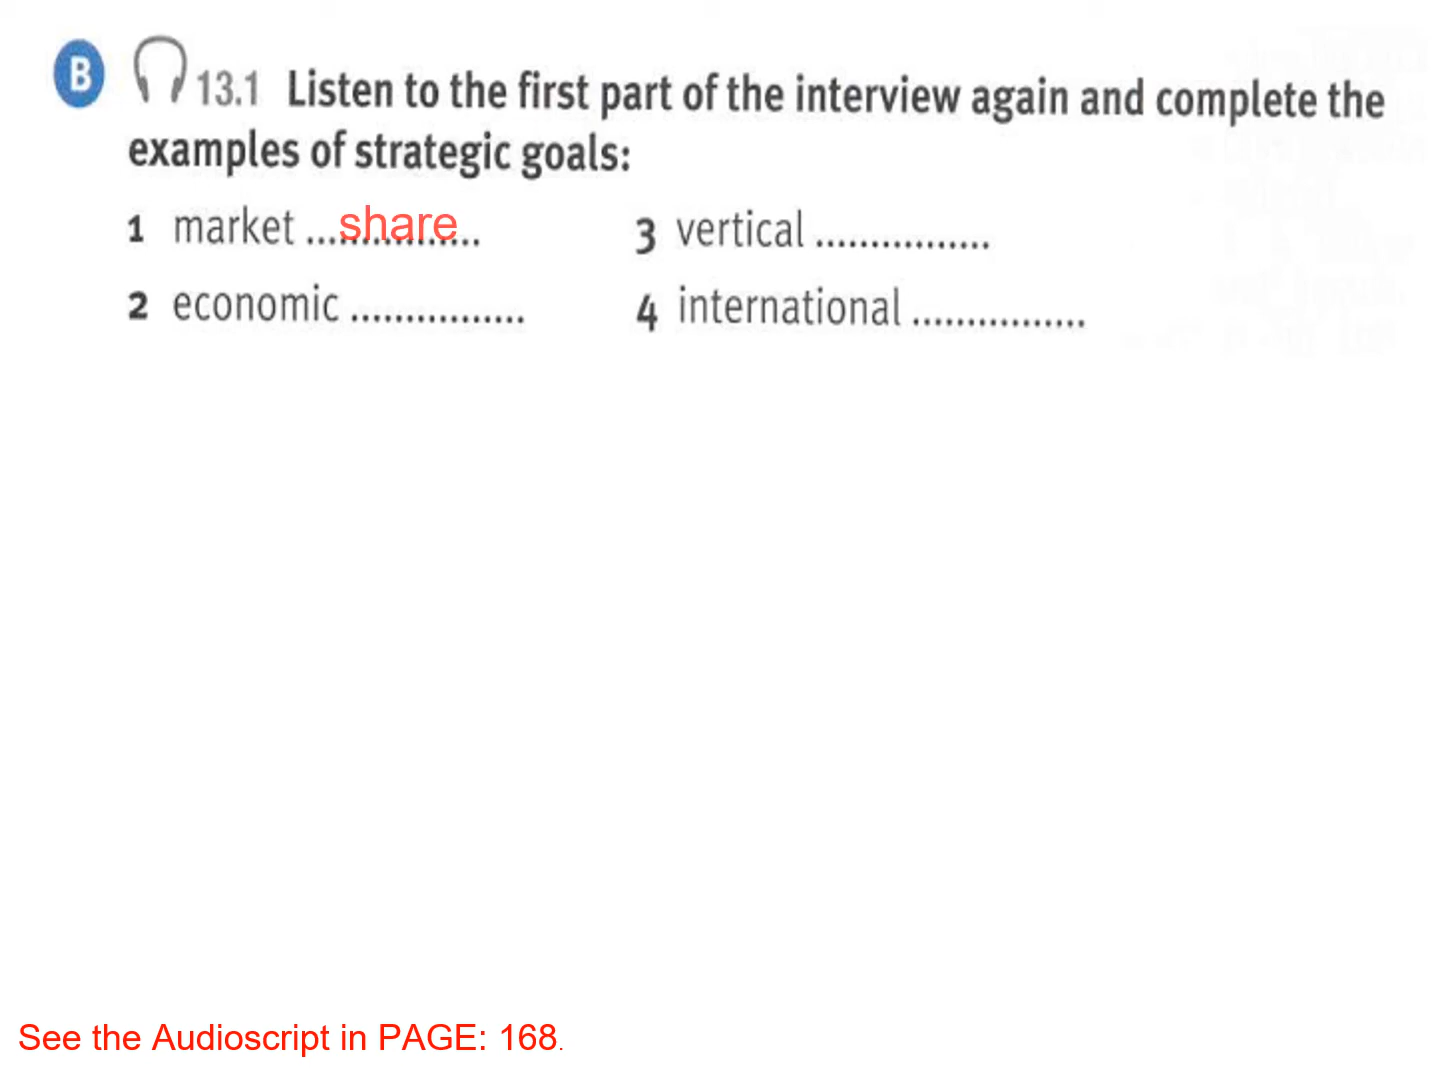 B 13.1 Listen to the first part of the interview again and complete the
examples of strategic goals:
1 market ...share... 3 vertical ................
2 economic ................ 4 international ................
See the Audioscript in PAGE: 168.